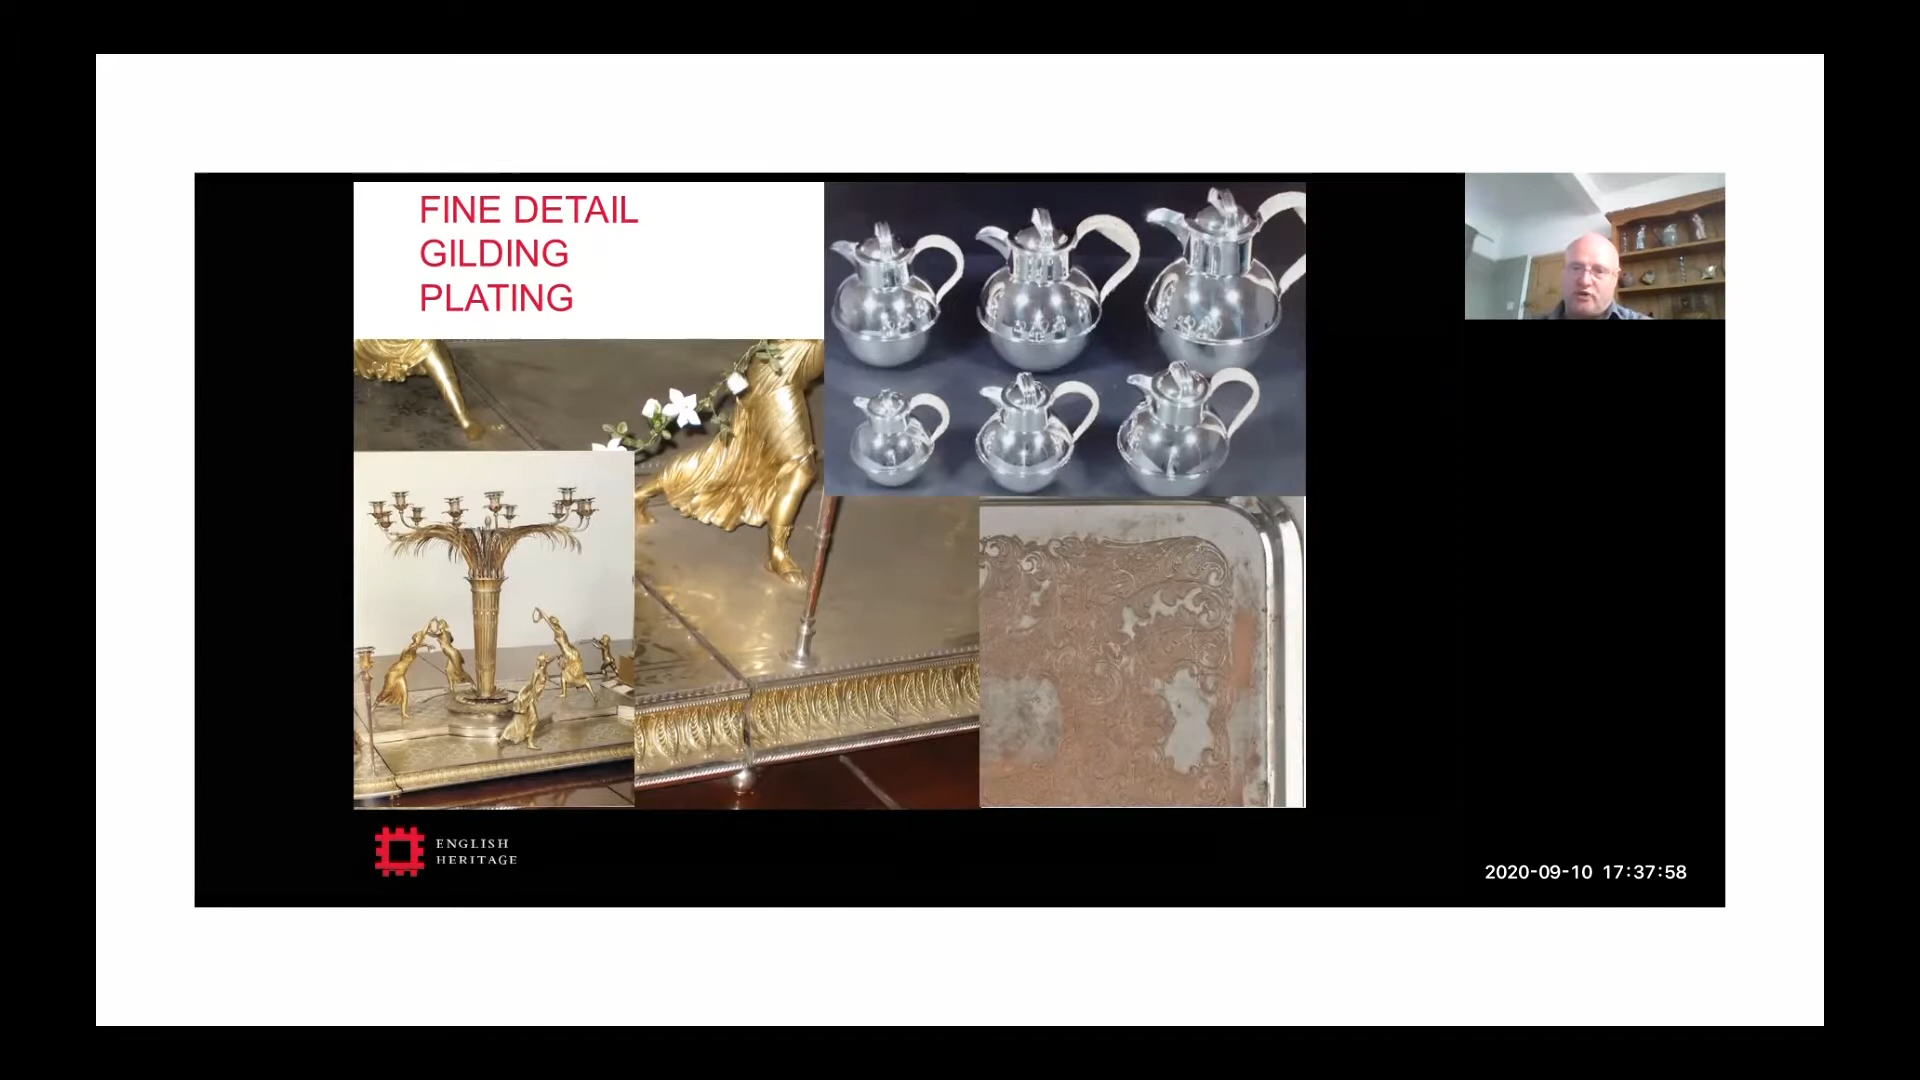 FINE DETAIL
GILDING
PLATING
ENGLISH
HERITAGE
2020-09-10 17:37:58